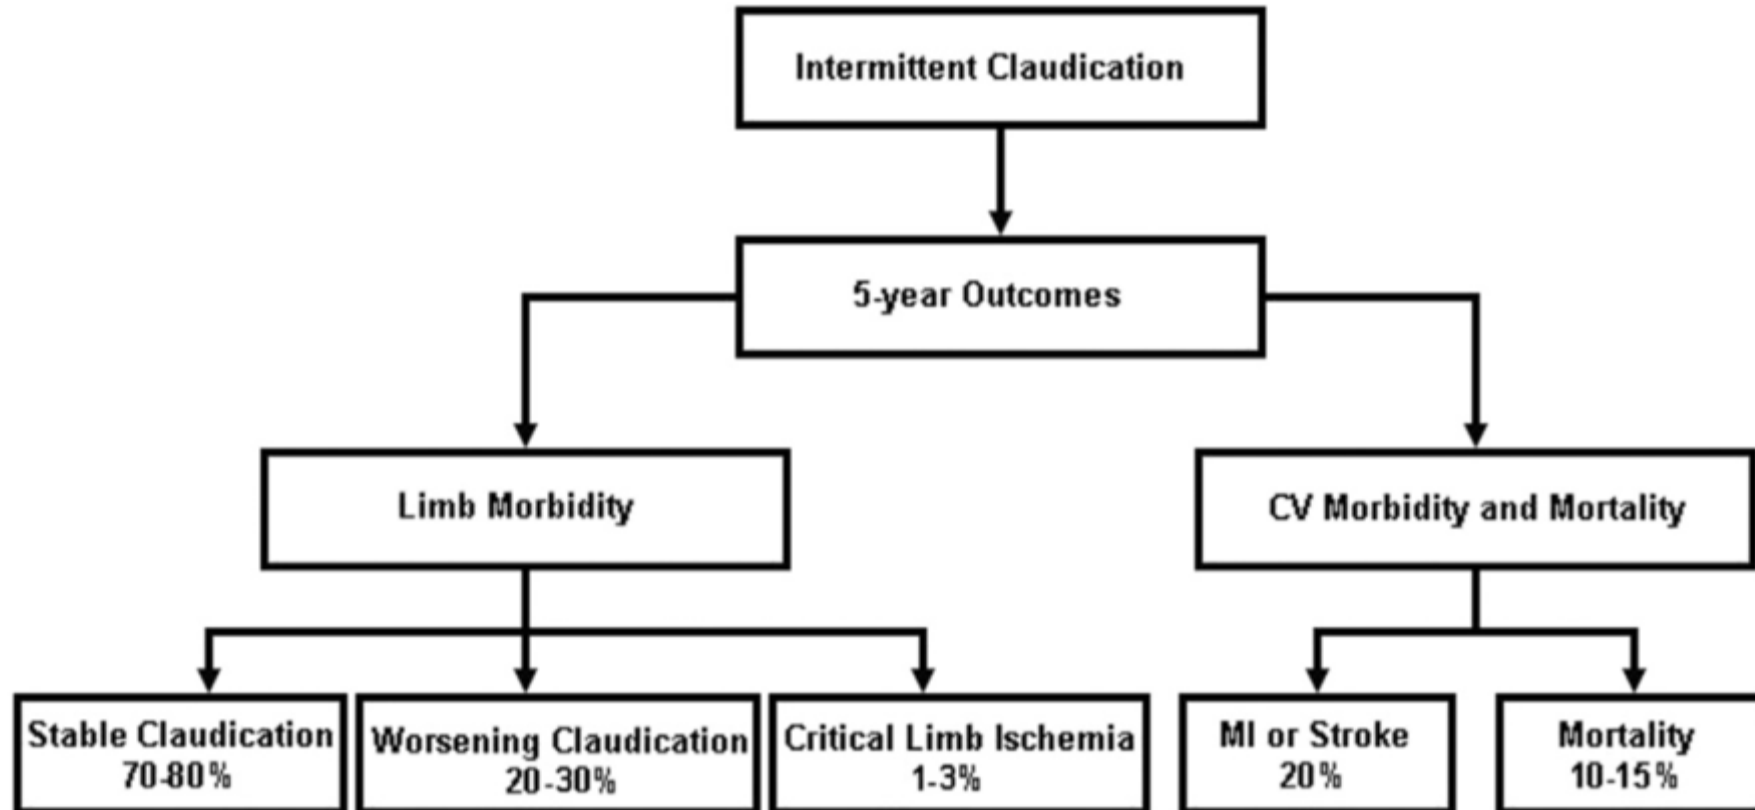 Intermittent Claudication
5-year Outcomes
Limb Morbidity
CV Morbidity and Mortality
Stable Claudication
70-80%
Worsening Claudication
20-30%
Critical Limb Ischemia
1-3%
MI or Stroke
20%
Mortality
10-15%